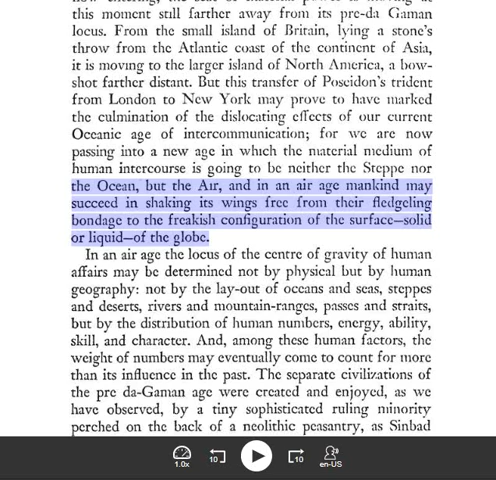 this moment still farther away from its pre-da Gaman
locus. From the small island of Britain, lying a stone's
throw from the Atlantic coast of the continent of Asia,
it is moving to the larger island of North America, a bow-
shot farther distant. But this transfer of Poseidon's trident
from London to New York may prove to have marked
the culmination of the dislocating effects of our current
Oceanic age of intercommunication; for we are now
passing into a new age in which the material medium of
human intercourse is going to be neither the Steppe nor
the Ocean, but the Air, and in an air age mankind may
succeed in shaking its wings free from their fledgeling
bondage to the freakish configuration of the surface—solid
or liquid—of the globe.
In an air age the locus of the centre of gravity of human
affairs may be determined not by physical but by human
geography: not by the lay-out of oceans and seas, steppes
and deserts, rivers and mountain-ranges, passes and straits,
but by the distribution of human numbers, energy, ability,
skill, and character. And, among these human factors, the
weight of numbers may eventually come to count for more
than its influence in the past. The separate civilizations of
the pre da-Gaman age were created and enjoyed, as we
have observed, by a tiny sophisticated ruling minority
perched on the back of a neolithic peasantry, as Sinbad
1.0x
10
10
en-US